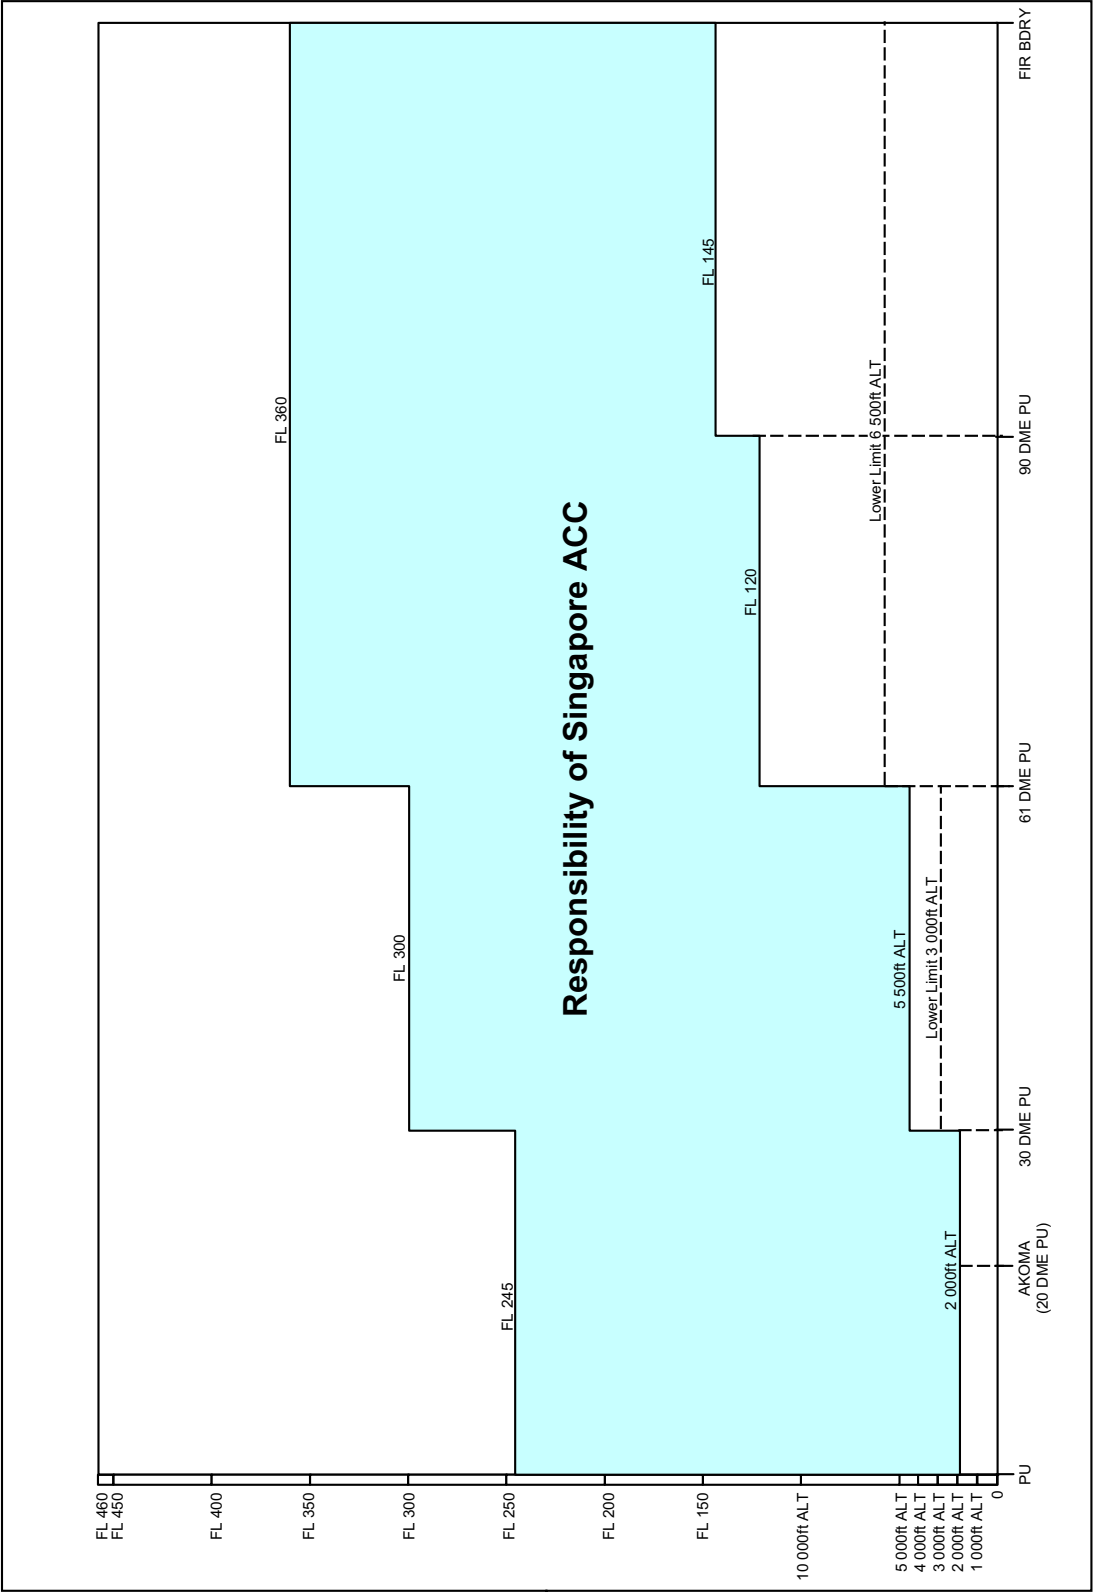 FL 460
FL 450
FL 400
FL 350
FL 300
FL 250
FL 200
FL 150
10 000ft ALT
5 000ft ALT
4 000ft ALT
3 000ft ALT
2 000ft ALT
1 000ft ALT
0
FL 245
FL 300
FL 360
Responsibility of Singapore ACC
2 000ft ALT
5 500ft ALT
Lower Limit 3 000ft ALT
FL 120
FL 145
Lower Limit 6 500ft ALT
PU
AKOMA
(20 DME PU)
30 DME PU
61 DME PU
90 DME PU
FIR BDRY